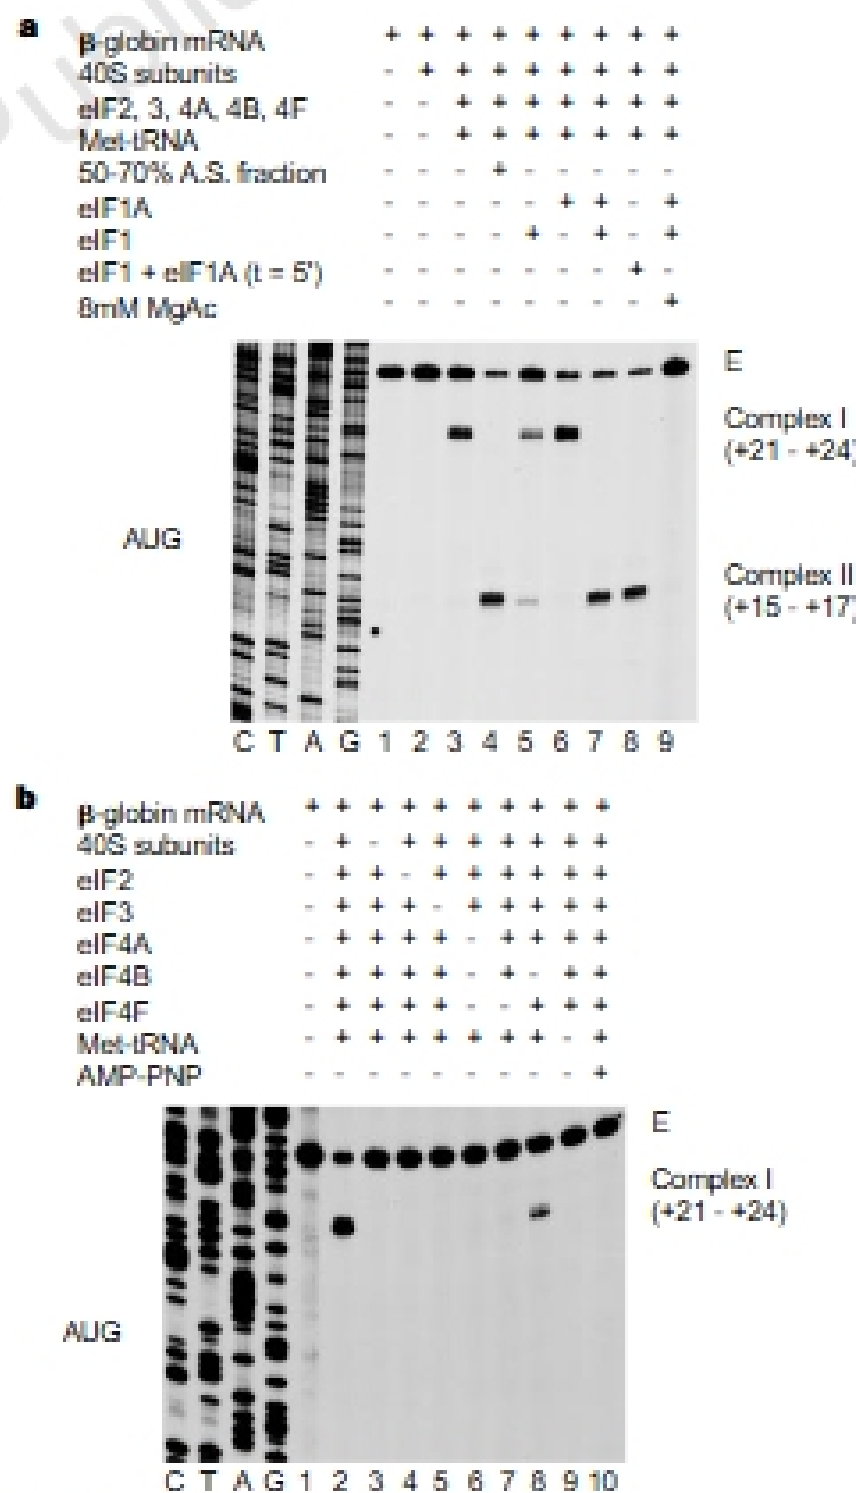 a
β-globin mRNA + + + + + + + + +
40S subunits - + + + + + + + +
eIF2, 3, 4A, 4B, 4F - - + + + + + + +
Met-tRNA - - + + + + + + +
50-70% A.S. fraction - - - + - - - - -
eIF1A - - - - - + + - +
eIF1 - - - - + - + - +
eIF1 + eIF1A (t = 5') - - - - - - - + -
8mM MgAc - - - - - - - - +
E
Complex I
(+21 - +24)
AUG
Complex II
(+15 - +17)
C T A G 1 2 3 4 5 6 7 8 9
b
β-globin mRNA + + + + + + + + + +
40S subunits - + - + + + + + + +
eIF2 - + + - + + + + + +
eIF3 - + + + - + + + + +
eIF4A - + + + + - + + + +
eIF4B - + + + + - + - + +
eIF4F - + + + + - - + + +
Met-tRNA - + + + + + + + - +
AMP-PNP - - - - - - - - - +
E
Complex I
(+21 - +24)
AUG
C T A G 1 2 3 4 5 6 7 8 9 10